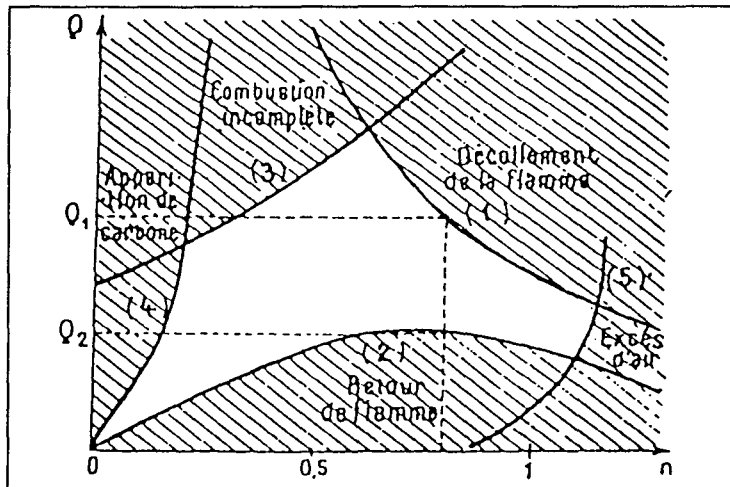 Q
Combustion
incomplète
Décollement
de la flamme
(1)
(3)
Appari-
tion de
carbone
Q1
(4)
(5)
Q2
(2)
Excès
d'air
Retour
de flamme
0
0,5
1
n